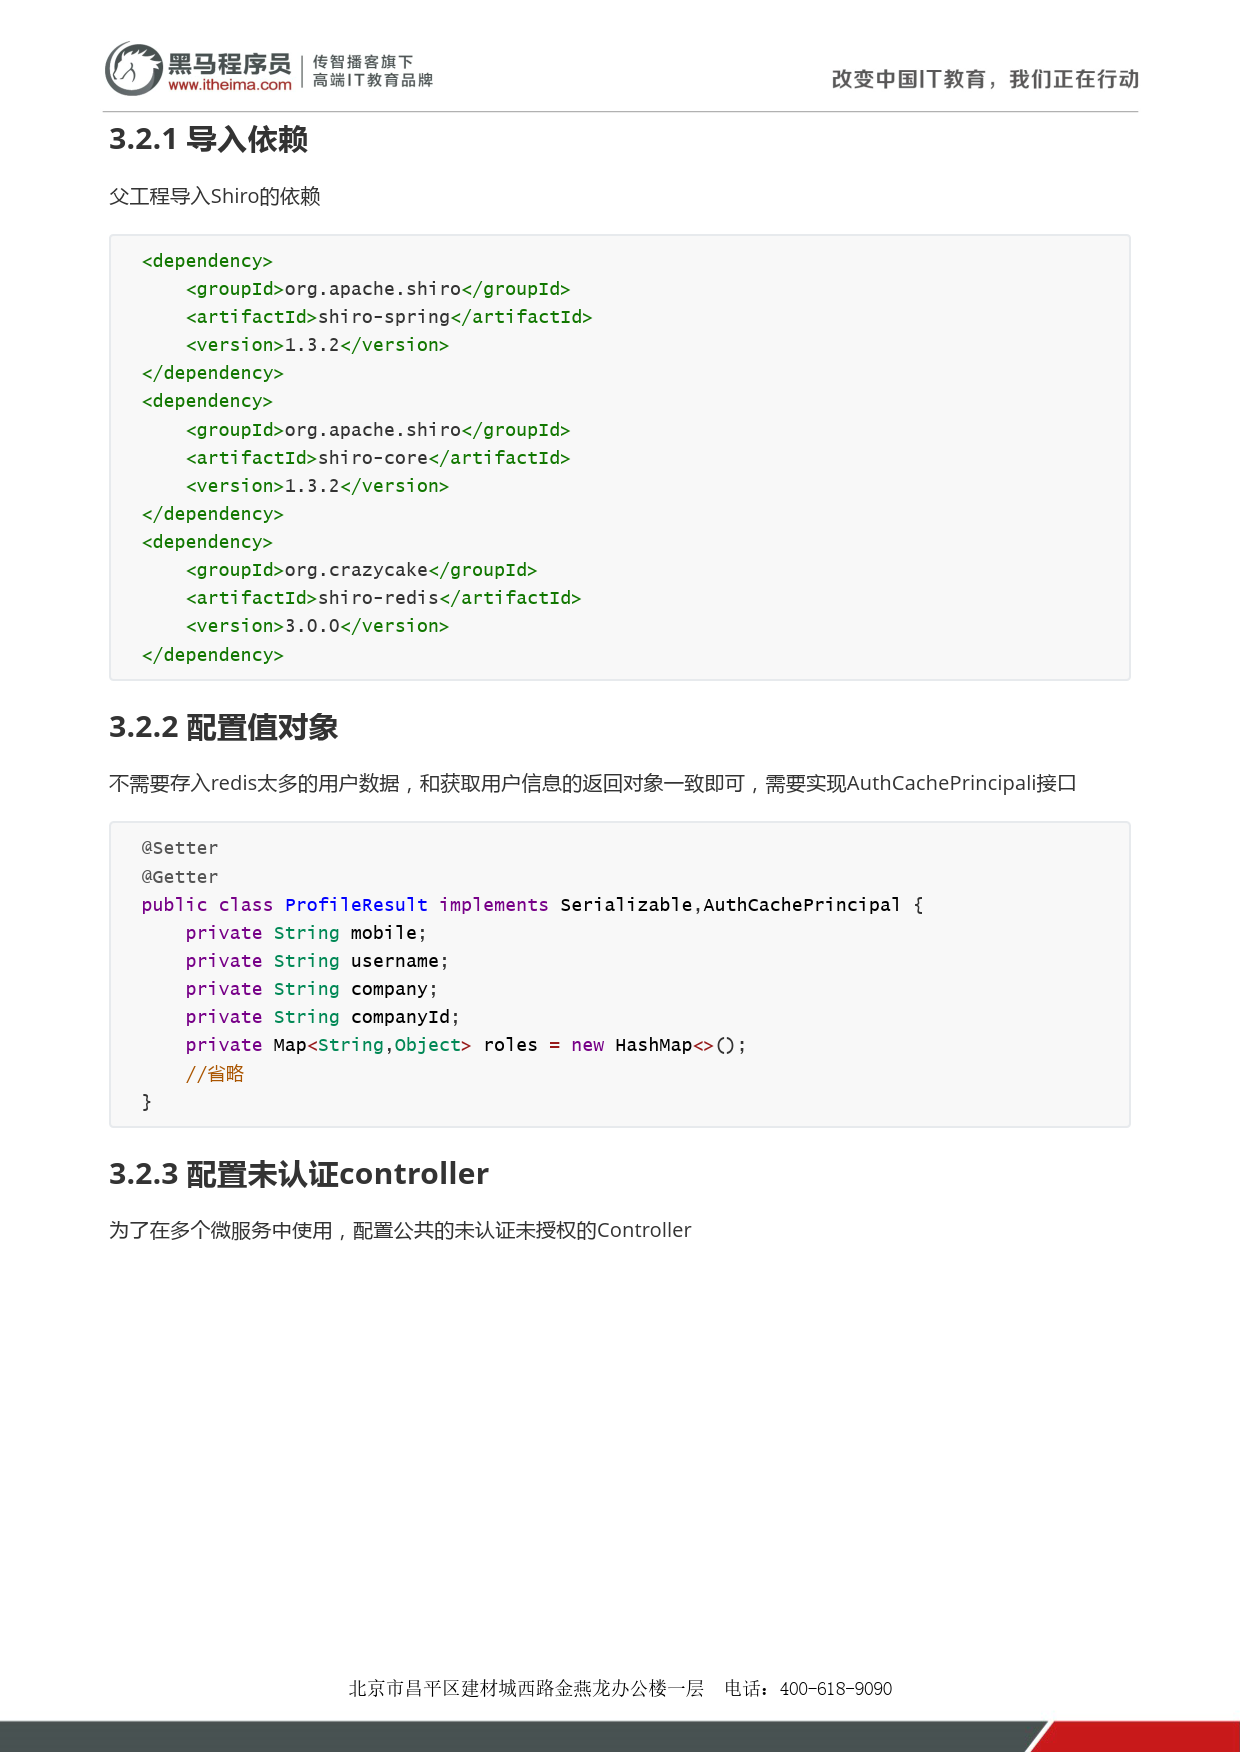 黑马程序员
www.itheima.com
传智播客旗下
高端IT教育品牌
改变中国IT教育，我们正在行动
3.2.1 导入依赖
父工程导入Shiro的依赖
<dependency>
    <groupId>org.apache.shiro</groupId>
    <artifactId>shiro-spring</artifactId>
    <version>1.3.2</version>
</dependency>
<dependency>
    <groupId>org.apache.shiro</groupId>
    <artifactId>shiro-core</artifactId>
    <version>1.3.2</version>
</dependency>
<dependency>
    <groupId>org.crazycake</groupId>
    <artifactId>shiro-redis</artifactId>
    <version>3.0.0</version>
</dependency>
3.2.2 配置值对象
不需要存入redis太多的用户数据，和获取用户信息的返回对象一致即可，需要实现AuthCachePrincipali接口
@Setter
@Getter
public class ProfileResult implements Serializable,AuthCachePrincipal {
    private String mobile;
    private String username;
    private String company;
    private String companyId;
    private Map<String,Object> roles = new HashMap<>();
    //省略
}
3.2.3 配置未认证controller
为了在多个微服务中使用，配置公共的未认证未授权的Controller
北京市昌平区建材城西路金燕龙办公楼一层 电话：400-618-9090